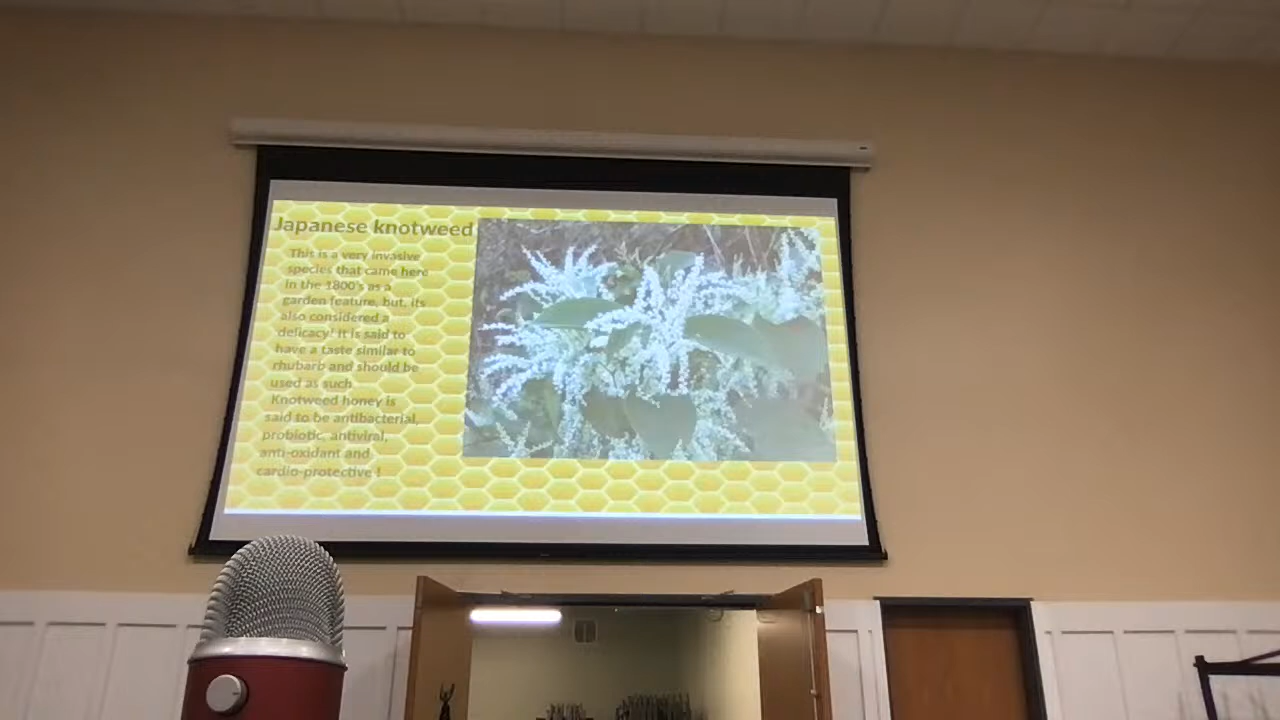 Japanese knotweed
This is a very invasive
species that came here
in the 1800's as a
garden feature, but, its
also considered a
delicacy! It is said to
have a taste similar to
rhubarb and should be
used as such
Knotweed honey is
said to be antibacterial,
probiotic, antiviral,
anti-oxidant and
cardio-protective !